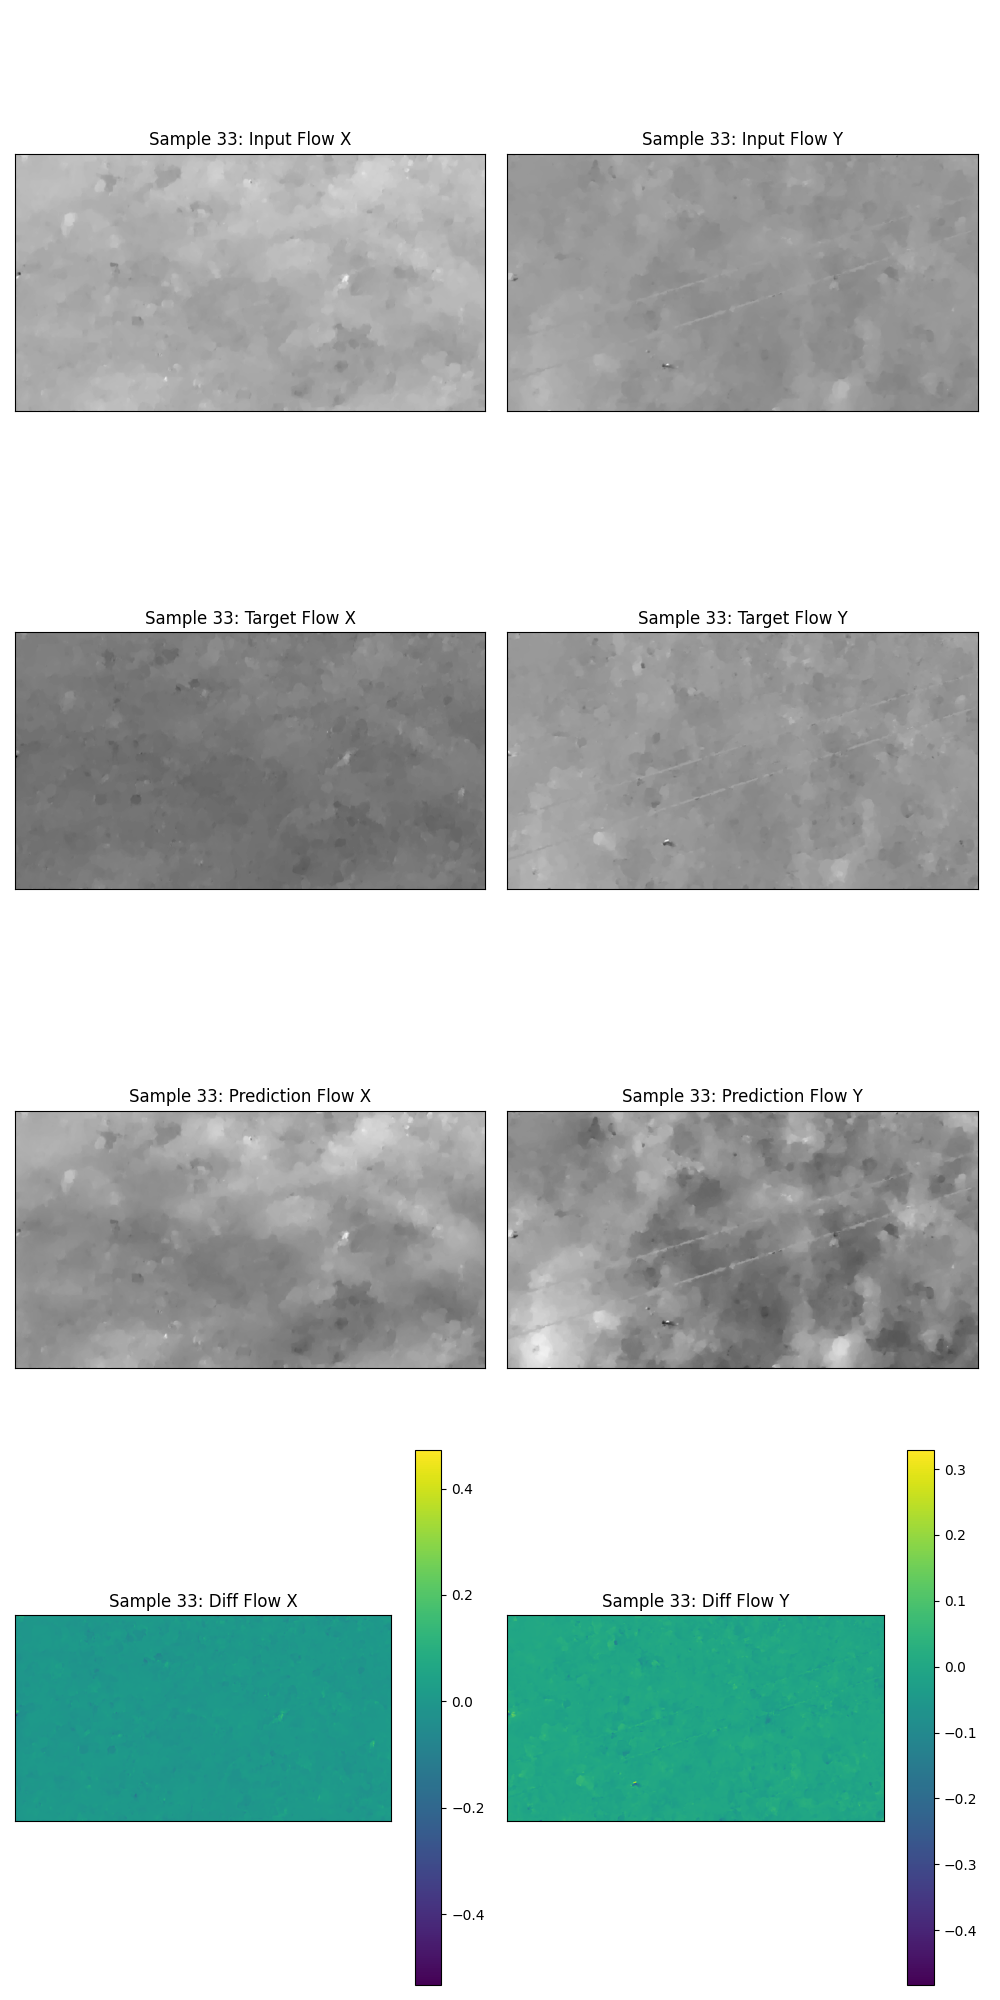 Sample 33: Input Flow X
Sample 33: Input Flow Y
Sample 33: Target Flow X
Sample 33: Target Flow Y
Sample 33: Prediction Flow X
Sample 33: Prediction Flow Y
Sample 33: Diff Flow X
0.4
0.2
0.0
−0.2
−0.4
Sample 33: Diff Flow Y
0.3
0.2
0.1
0.0
−0.1
−0.2
−0.3
−0.4